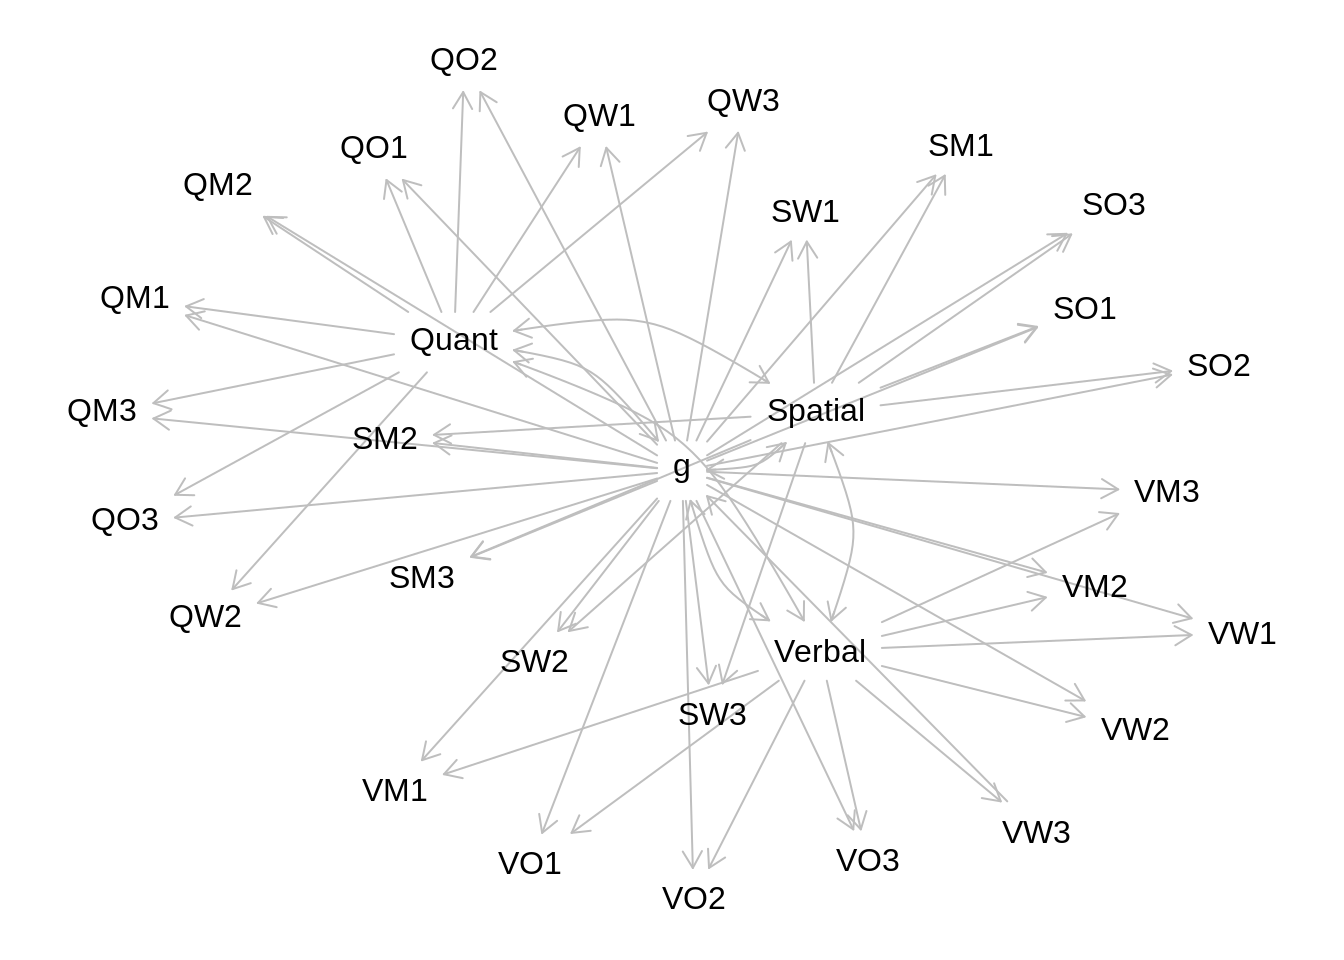 QO2
QW3
QW1
QO1
SM1
QM2
SO3
SW1
QM1
SO1
Quant
SO2
QM3
Spatial
SM2
g
VM3
QO3
SM3
VM2
QW2
VW1
Verbal
SW2
SW3
VW2
VM1
VW3
VO3
VO1
VO2